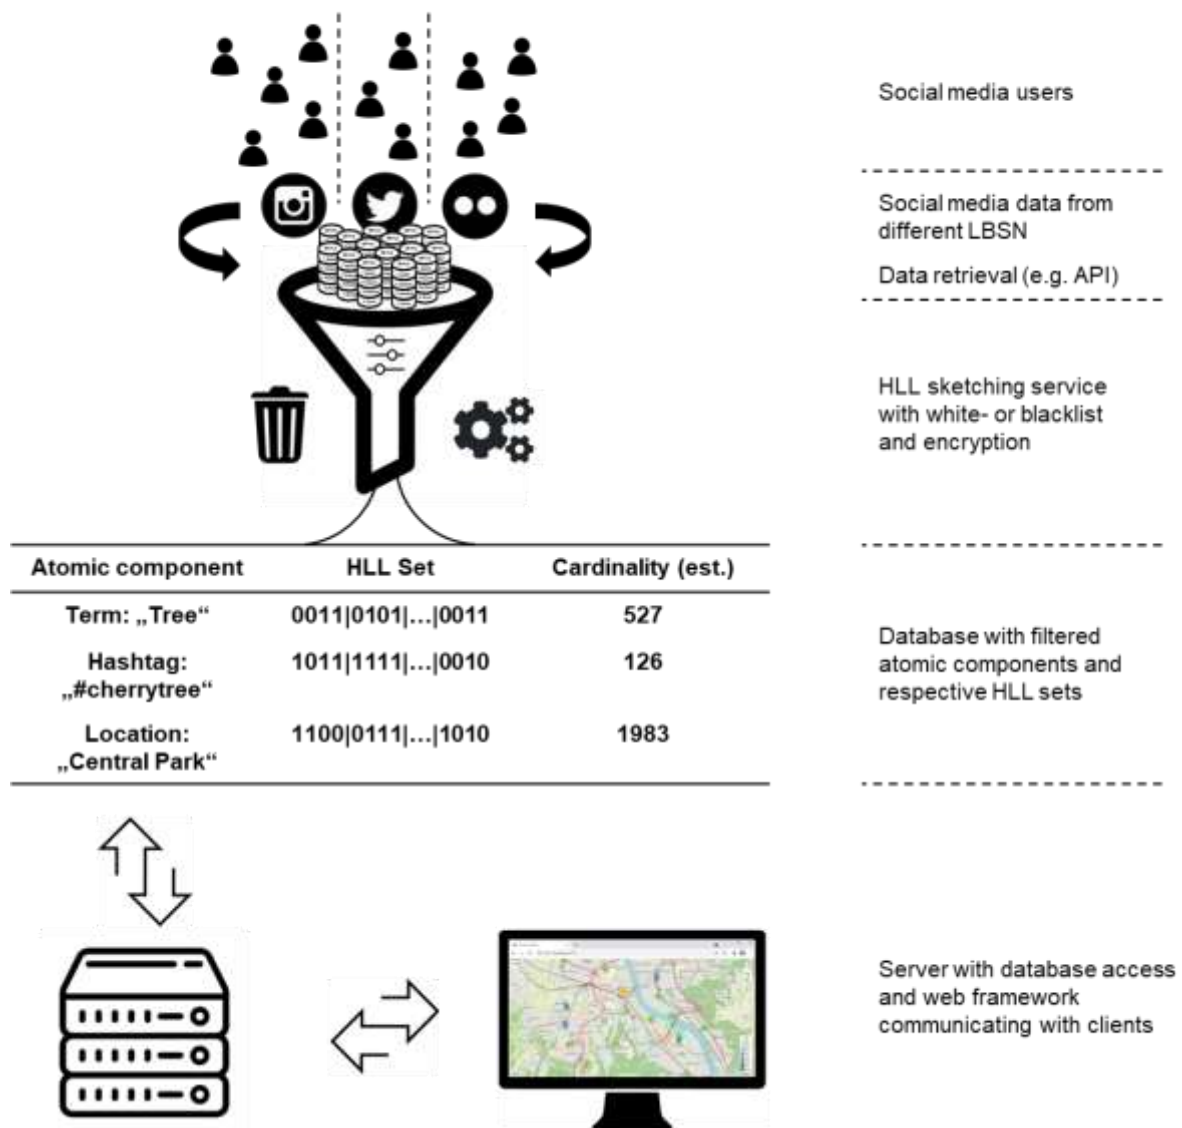 Social media users
Social media data from
different LBSN
Data retrieval (e.g. API)
HLL sketching service
with white- or blacklist
and encryption
Atomic component HLL Set Cardinality (est.)
Term: „Tree“ 0011|0101|...|0011 527
Hashtag:
„#cherrytree“ 1011|1111|...|0010 126
Location:
„Central Park“ 1100|0111|...|1010 1983
Database with filtered
atomic components and
respective HLL sets
Server with database access
and web framework
communicating with clients